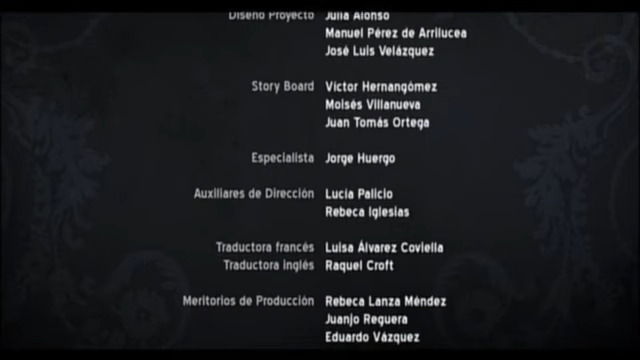 Diseño Proyecto Julia Alonso
Manuel Pérez de Arrilucea
José Luis Velázquez
Story Board Víctor Hernangómez
Moisés Villanueva
Juan Tomás Ortega
Especialista Jorge Huergo
Auxiliares de Dirección Lucía Palicio
Rebeca Iglesias
Traductora francés Luisa Álvarez Coviella
Traductora inglés Raquel Croft
Meritorios de Producción Rebeca Lanza Méndez
Juanjo Reguera
Eduardo Vázquez